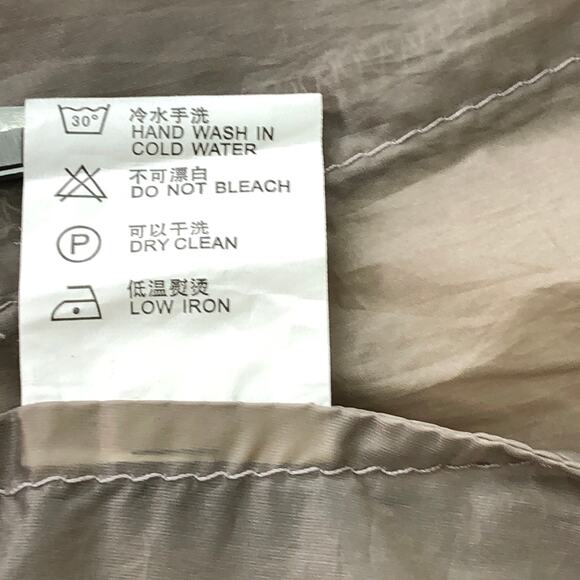 30°
冷水手洗
HAND WASH IN
COLD WATER
不可漂白
DO NOT BLEACH
P
可以干洗
DRY CLEAN
低温熨烫
LOW IRON